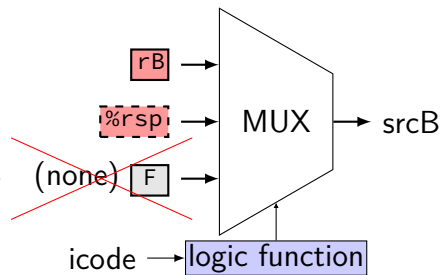 rB
%rsp
MUX
srcB
(none) F
icode
logic function